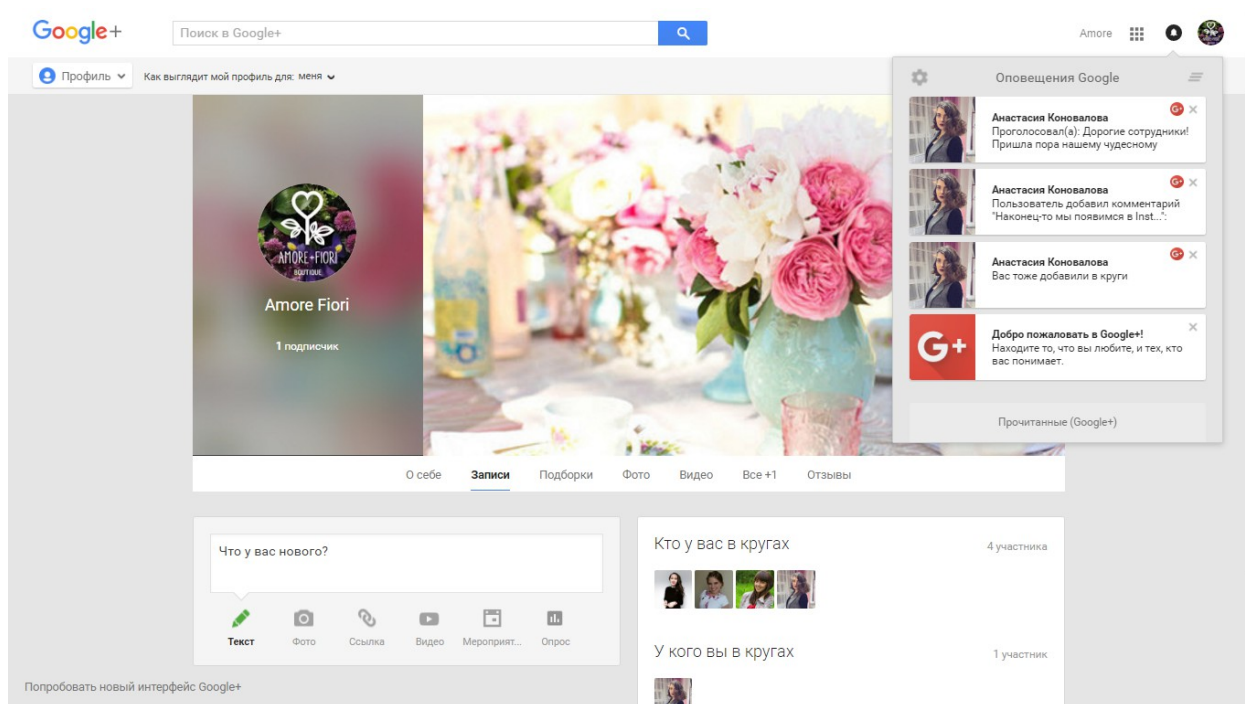 Google+
Поиск в Google+
Amore
Профиль
Как выглядит мой профиль для: меня
Оповещения Google
Анастасия Коновалова
Проголосовал(а): Дорогие сотрудники!
Пришла пора нашему чудесному
Анастасия Коновалова
Пользователь добавил комментарий
"Наконец-то мы появимся в Inst...":
Анастасия Коновалова
Вас тоже добавили в круги
G+
Добро пожаловать в Google+!
Находите то, что вы любите, и тех, кто
вас понимает.
Прочитанные (Google+)
AMORE+FIORI
BOUTIQUE
Amore Fiori
1 подписчик
О себе Записи Подборки Фото Видео Все +1 Отзывы
Что у вас нового?
Текст Фото Ссылка Видео Мероприят... Опрос
Кто у вас в кругах
4 участника
У кого вы в кругах
1 участник
Попробовать новый интерфейс Google+